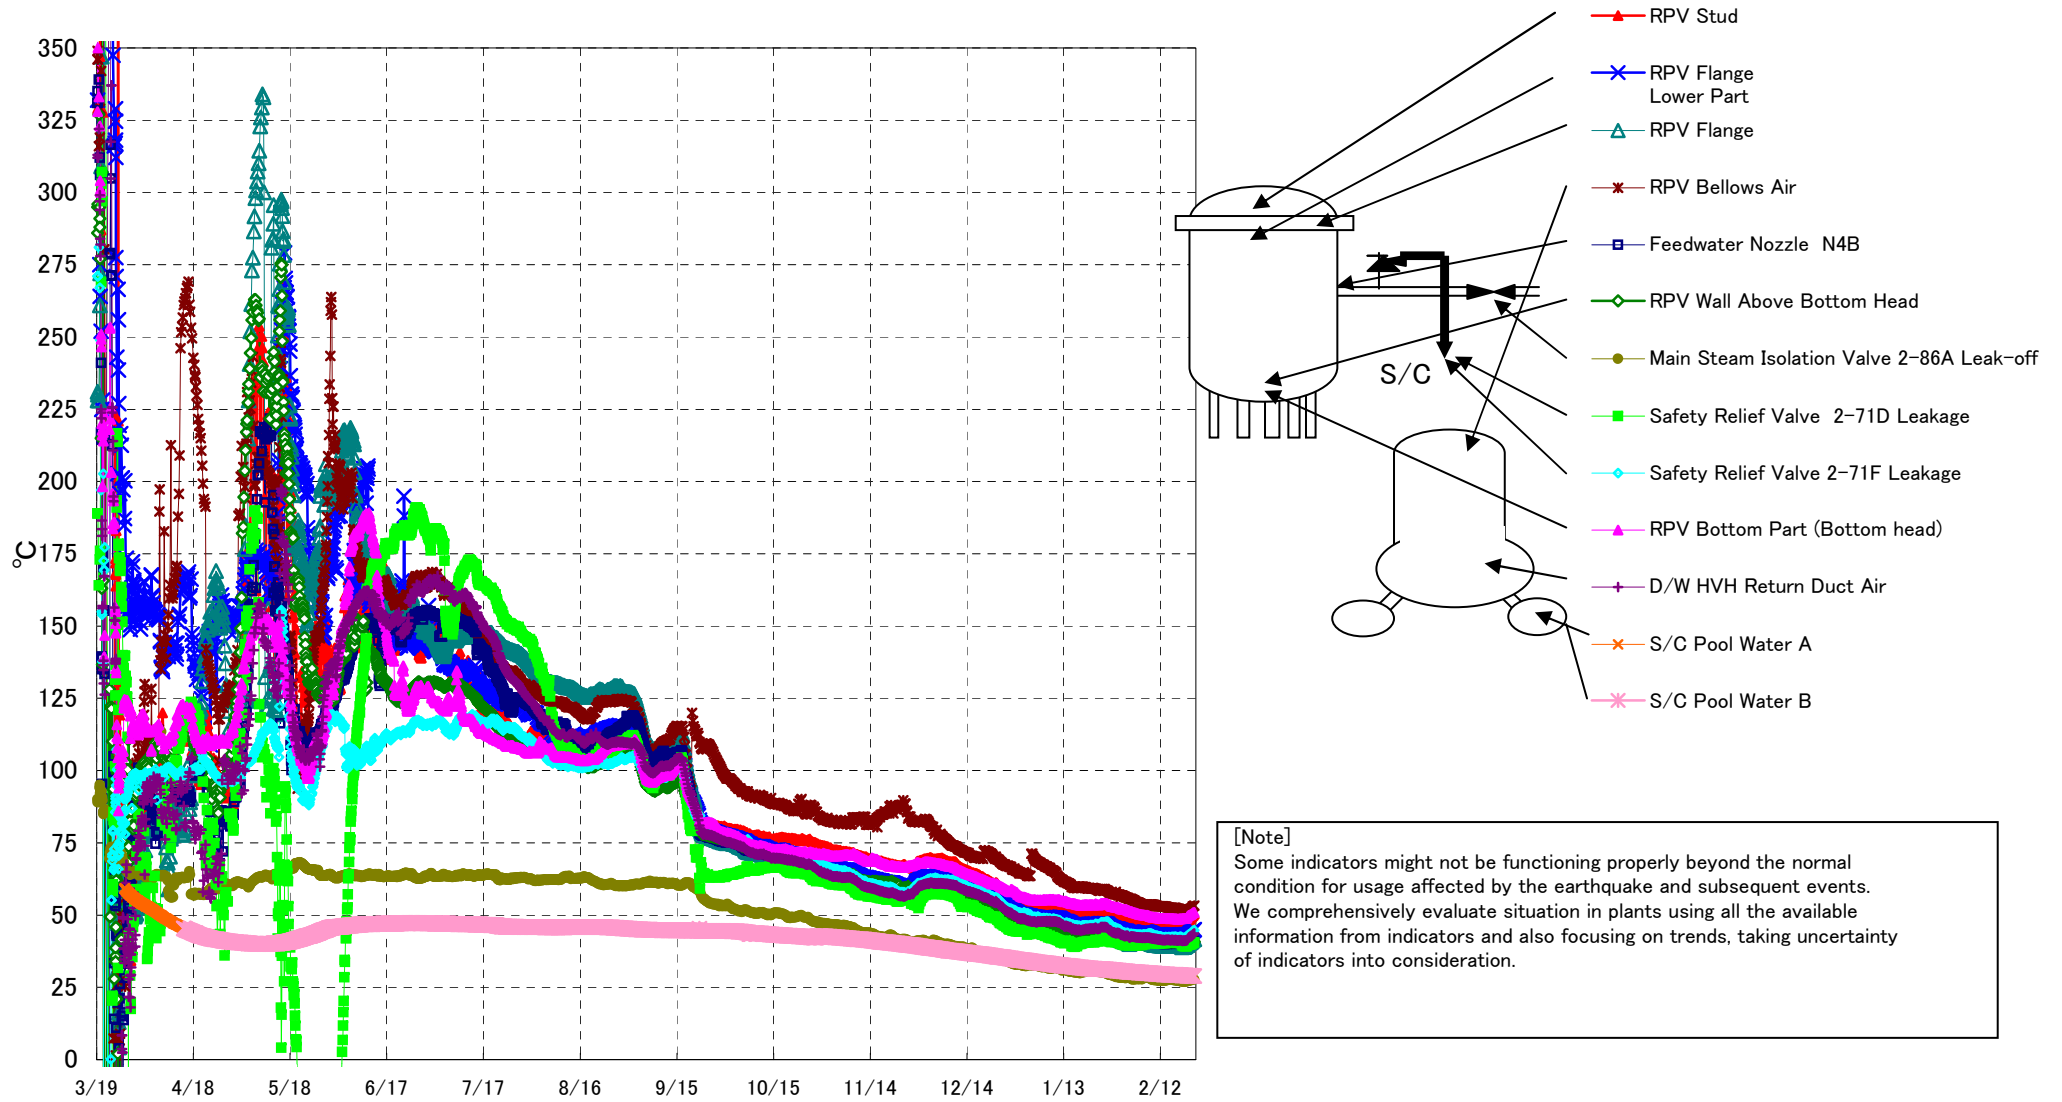 350
325
300
275
250
225
200
175
150
125
100
75
50
25
0
℃
3/19 4/18 5/18 6/17 7/17 8/16 9/15 10/15 11/14 12/14 1/13 2/12
RPV Stud
RPV Flange
Lower Part
RPV Flange
RPV Bellows Air
Feedwater Nozzle N4B
RPV Wall Above Bottom Head
Main Steam Isolation Valve 2-86A Leak-off
Safety Relief Valve 2-71D Leakage
Safety Relief Valve 2-71F Leakage
RPV Bottom Part (Bottom head)
D/W HVH Return Duct Air
S/C Pool Water A
S/C Pool Water B
S/C
[Note]
Some indicators might not be functioning properly beyond the normal
condition for usage affected by the earthquake and subsequent events.
We comprehensively evaluate situation in plants using all the available
information from indicators and also focusing on trends, taking uncertainty
of indicators into consideration.